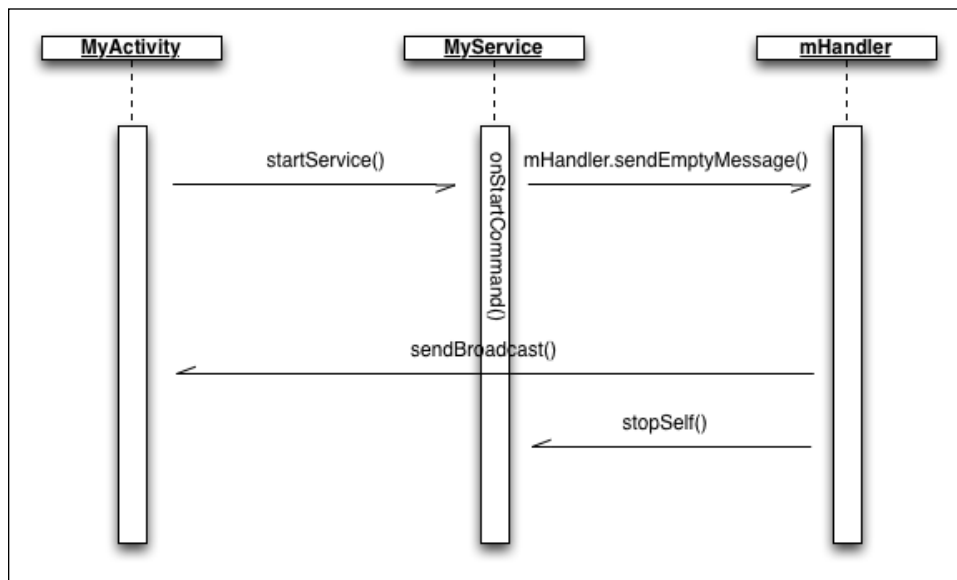 MyActivity
MyService
mHandler
startService()
onStartCommand()
mHandler.sendEmptyMessage()
sendBroadcast()
stopSelf()